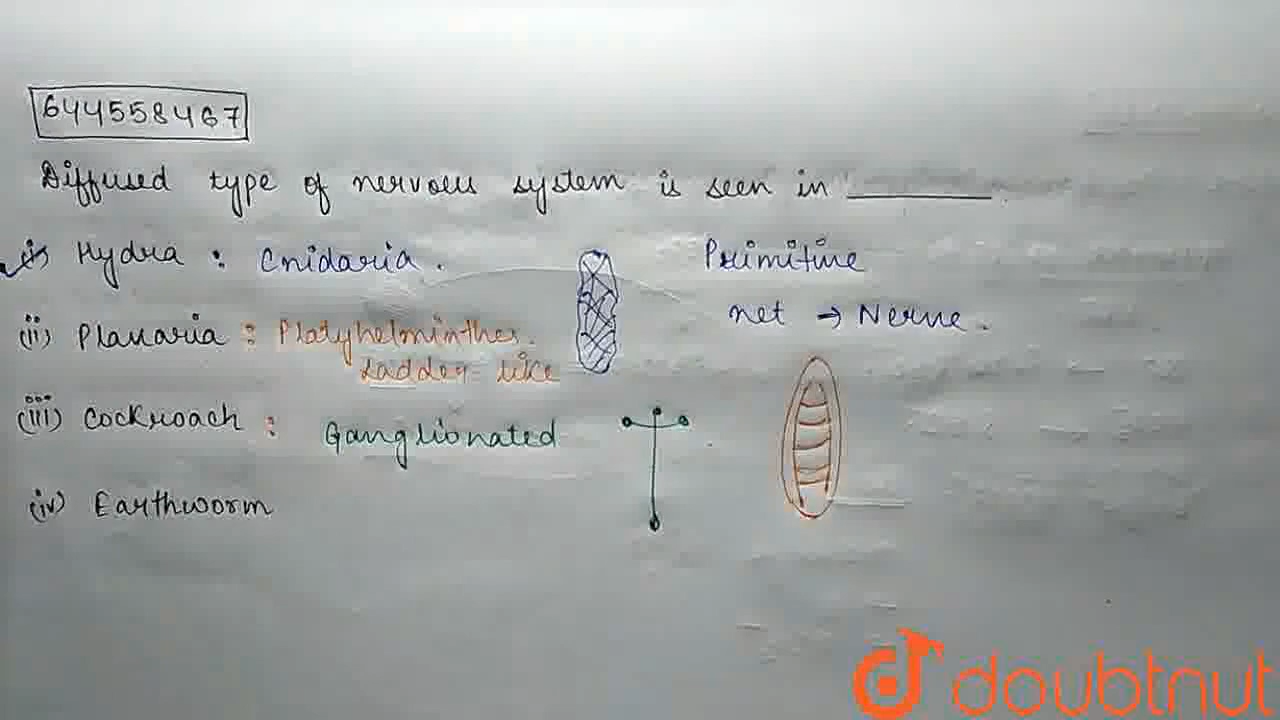 644558467
Diffused type of nervous system is seen in
(i) Hydra : Cnidaria.
Primitive
net → Nerve.
(ii) Planaria : Platyhelminthes.
Ladder like
(iii) Cockroach : Ganglionated
(iv) Earthworm
doubtnut